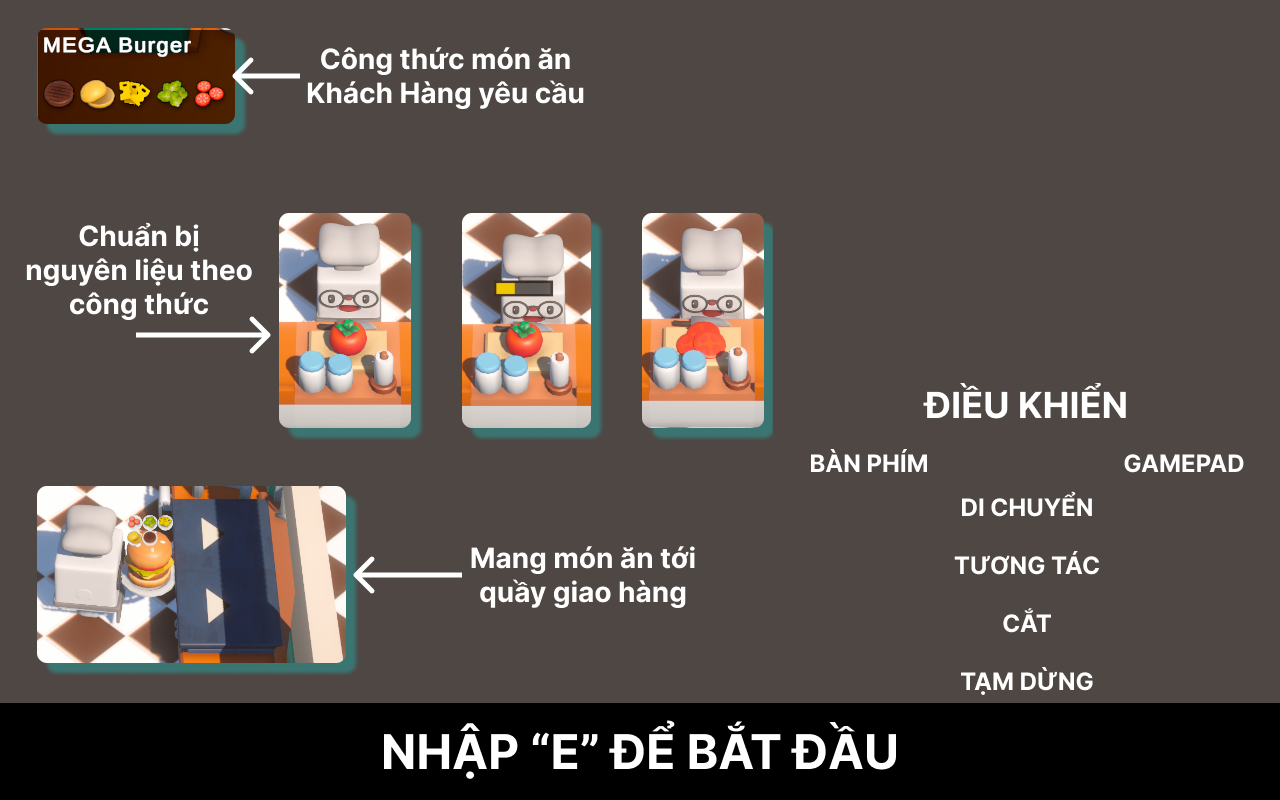 MEGA Burger
Công thức món ăn
Khách Hàng yêu cầu
Chuẩn bị
nguyên liệu theo
công thức
Mang món ăn tới
quầy giao hàng
ĐIỀU KHIỂN
BÀN PHÍM GAMEPAD
DI CHUYỂN
TƯƠNG TÁC
CẮT
TẠM DỪNG
NHẬP “E” ĐỂ BẮT ĐẦU